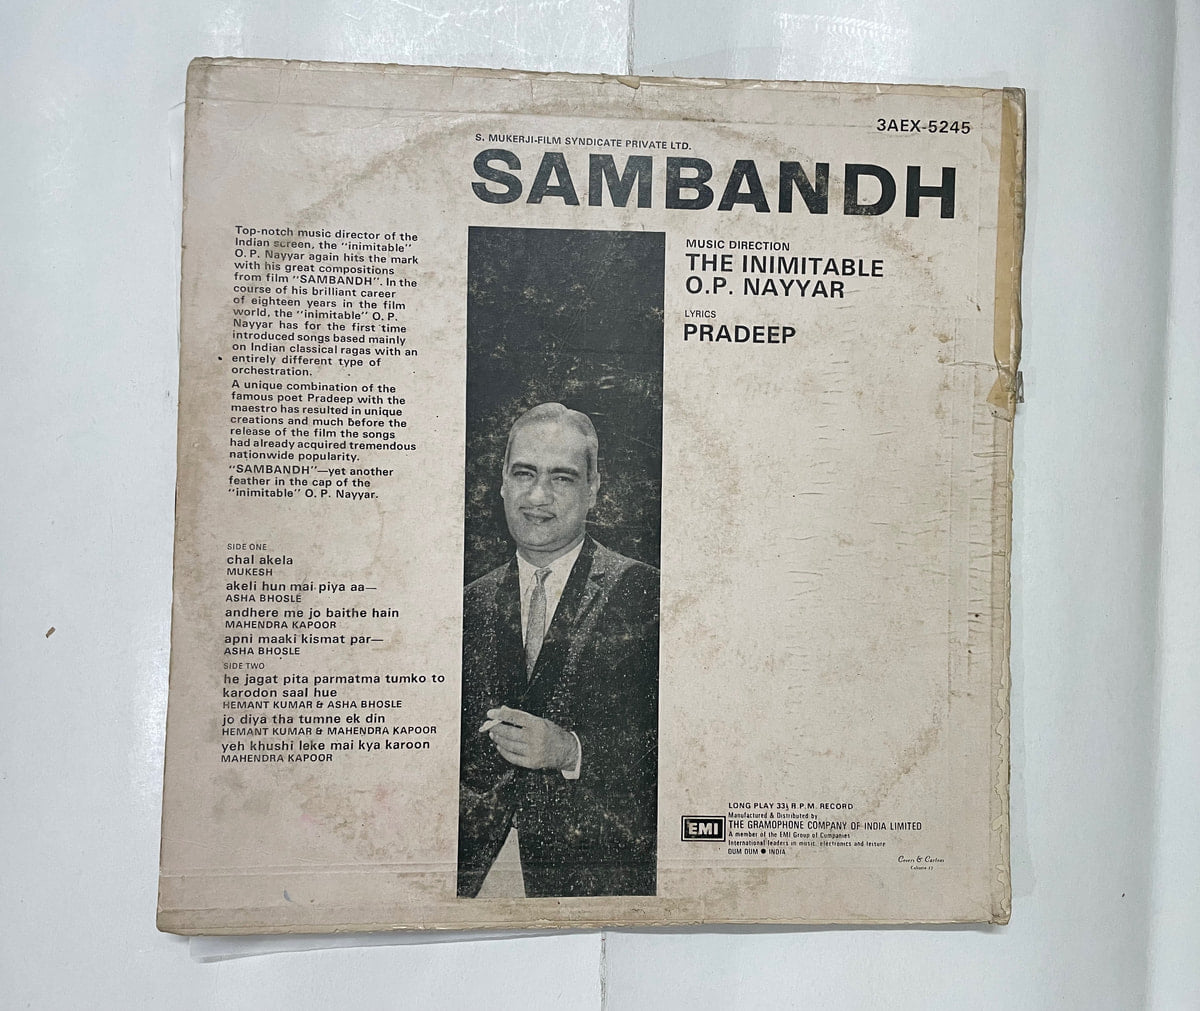 3AEX-5245
S. MUKERJI-FILM SYNDICATE PRIVATE LTD.
SAMBANDH
Top-notch music director of the
Indian screen, the "inimitable"
O. P. Nayyar again hits the mark
with his great compositions
from film "SAMBANDH". In the
course of his brilliant career
of eighteen years in the film
world, the "inimitable" O. P.
Nayyar has for the first time
introduced songs based mainly
on Indian classical ragas with an
entirely different type of
orchestration.
A unique combination of the
famous poet Pradeep with the
maestro has resulted in unique
creations and much before the
release of the film the songs
had already acquired tremendous
nationwide popularity.
"SAMBANDH"—yet another
feather in the cap of the
"inimitable" O. P. Nayyar.
SIDE ONE
chal akela
MUKESH
akeli hun mai piya aa—
ASHA BHOSLE
andhere me jo baithe hain
MAHENDRA KAPOOR
apni maaki kismat par—
ASHA BHOSLE
SIDE TWO
he jagat pita parmatma tumko to
karodon saal hue
HEMANT KUMAR & ASHA BHOSLE
jo diya tha tumne ek din
HEMANT KUMAR & MAHENDRA KAPOOR
yeh khushi leke mai kya karoon
MAHENDRA KAPOOR
MUSIC DIRECTION
THE INIMITABLE
O.P. NAYYAR
LYRICS
PRADEEP
LONG PLAY 33⅓ R.P.M. RECORD
Manufactured & Distributed by
EMI THE GRAMOPHONE COMPANY OF INDIA LIMITED
A member of the EMI Group of Companies
International leaders in music, electronics and leisure
DUM DUM ● INDIA
Covers & Cartons